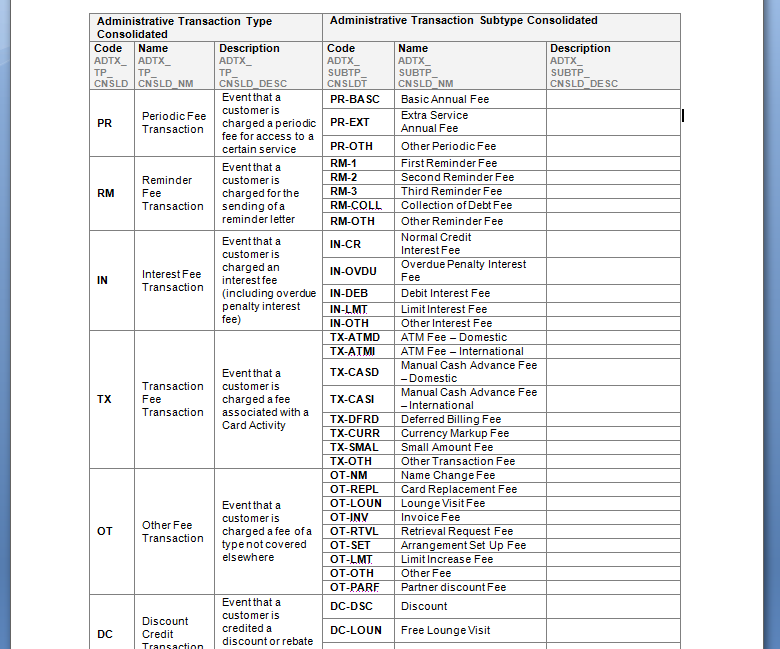 Administrative Transaction Type
Consolidated
Administrative Transaction Subtype Consolidated
Code
ADTX_
TP_
CNSLD
Name
ADTX_
TP_
CNSLD_NM
Description
ADTX_
TP_
CNSLD_DESC
Code
ADTX_
SUBTP_
CNSLDT
Name
ADTX_
SUBTP_
CNSLD_NM
Description
ADTX_
SUBTP_
CNSLD_DESC
PR
Periodic Fee
Transaction
Event that a
customer is
charged a periodic
fee for access to a
certain service
PR-BASC Basic Annual Fee
PR-EXT Extra Service
Annual Fee
PR-OTH Other Periodic Fee
RM
Reminder
Fee
Transaction
Event that a
customer is
charged for the
sending of a
reminder letter
RM-1 First Reminder Fee
RM-2 Second Reminder Fee
RM-3 Third Reminder Fee
RM-COLL Collection of Debt Fee
RM-OTH Other Reminder Fee
IN
Interest Fee
Transaction
Event that a
customer is
charged an
interest fee
(including overdue
penalty interest
fee)
IN-CR Normal Credit
Interest Fee
IN-OVDU Overdue Penalty Interest
Fee
IN-DEB Debit Interest Fee
IN-LMT Limit Interest Fee
IN-OTH Other Interest Fee
TX
Transaction
Fee
Transaction
Event that a
customer is
charged a fee
associated with a
Card Activity
TX-ATMD ATM Fee – Domestic
TX-ATMI ATM Fee – International
TX-CASD Manual Cash Advance Fee
– Domestic
TX-CASI Manual Cash Advance Fee
– International
TX-DFRD Deferred Billing Fee
TX-CURR Currency Markup Fee
TX-SMAL Small Amount Fee
TX-OTH Other Transaction Fee
OT
Other Fee
Transaction
Event that a
customer is
charged a fee of a
type not covered
elsewhere
OT-NM Name Change Fee
OT-REPL Card Replacement Fee
OT-LOUN Lounge Visit Fee
OT-INV Invoice Fee
OT-RTVL Retrieval Request Fee
OT-SET Arrangement Set Up Fee
OT-LMT Limit Increase Fee
OT-OTH Other Fee
OT-PARF Partner discount Fee
DC
Discount
Credit
Transaction
Event that a
customer is
credited a
discount or rebate
DC-DSC Discount
DC-LOUN Free Lounge Visit